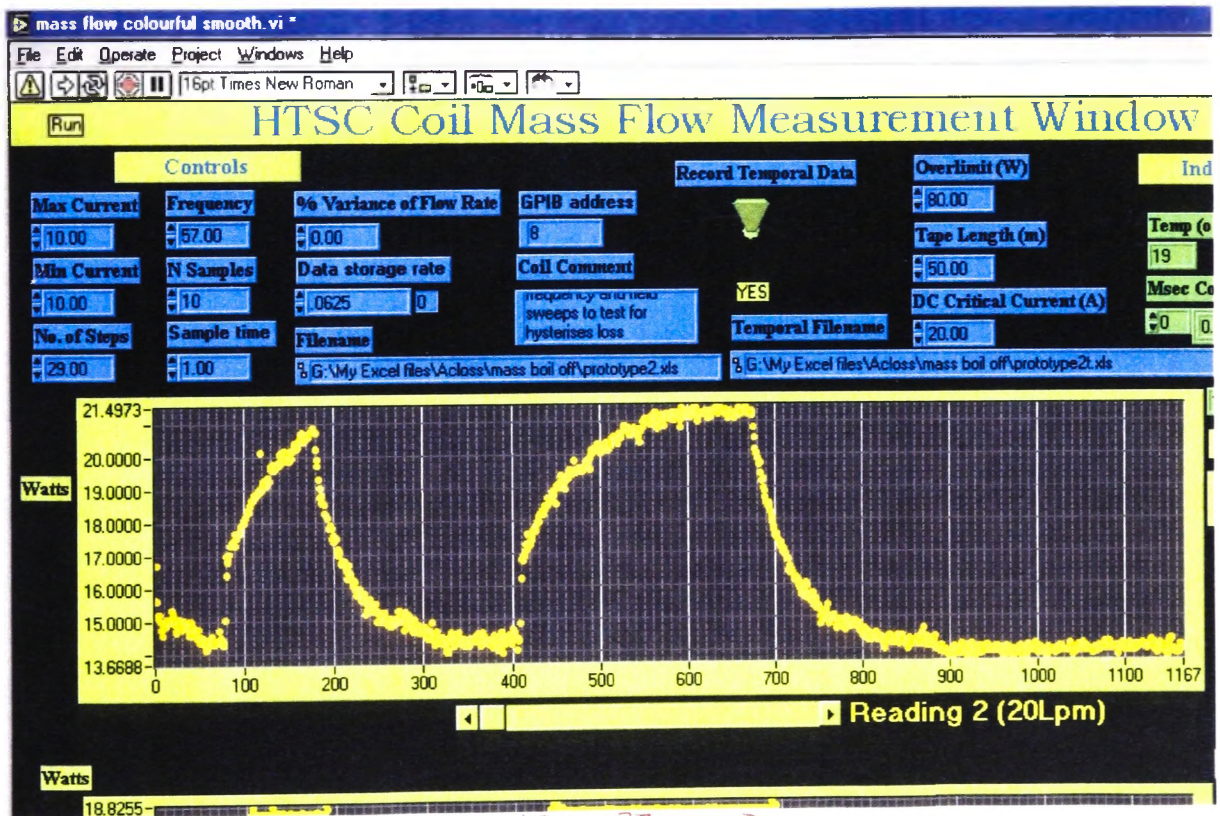 mass flow colourful smooth.vi *
File Edit Operate Project Windows Help
16pt Times New Roman
Run
HTSC Coil Mass Flow Measurement Window
Controls
Record Temporal Data
Overlimit (W)
Ind
Max Current
Frequency
% Variance of Flow Rate
GPIB address
80.00
10.00
57.00
0.00
8
Tape Length (m)
Temp (o
Min Current
N Samples
Data storage rate
Coil Comment
50.00
19
10.00
10
.0625
0
frequency and field
sweeps to test for
hysterises loss
YES
DC Critical Current (A)
Msec Co
No. of Steps
Sample time
Filename
Temporal Filename
20.00
0
0.
29.00
1.00
G:\My Excel files\Acloss\mass boil off\prototype2.xls
G:\My Excel files\Acloss\mass boil off\prototype2t.xls
21.4973
20.0000
Watts
19.0000
18.0000
17.0000
16.0000
15.0000
13.6688
0 100 200 300 400 500 600 700 800 900 1000 1100 1167
Reading 2 (20Lpm)
Watts
18.8255